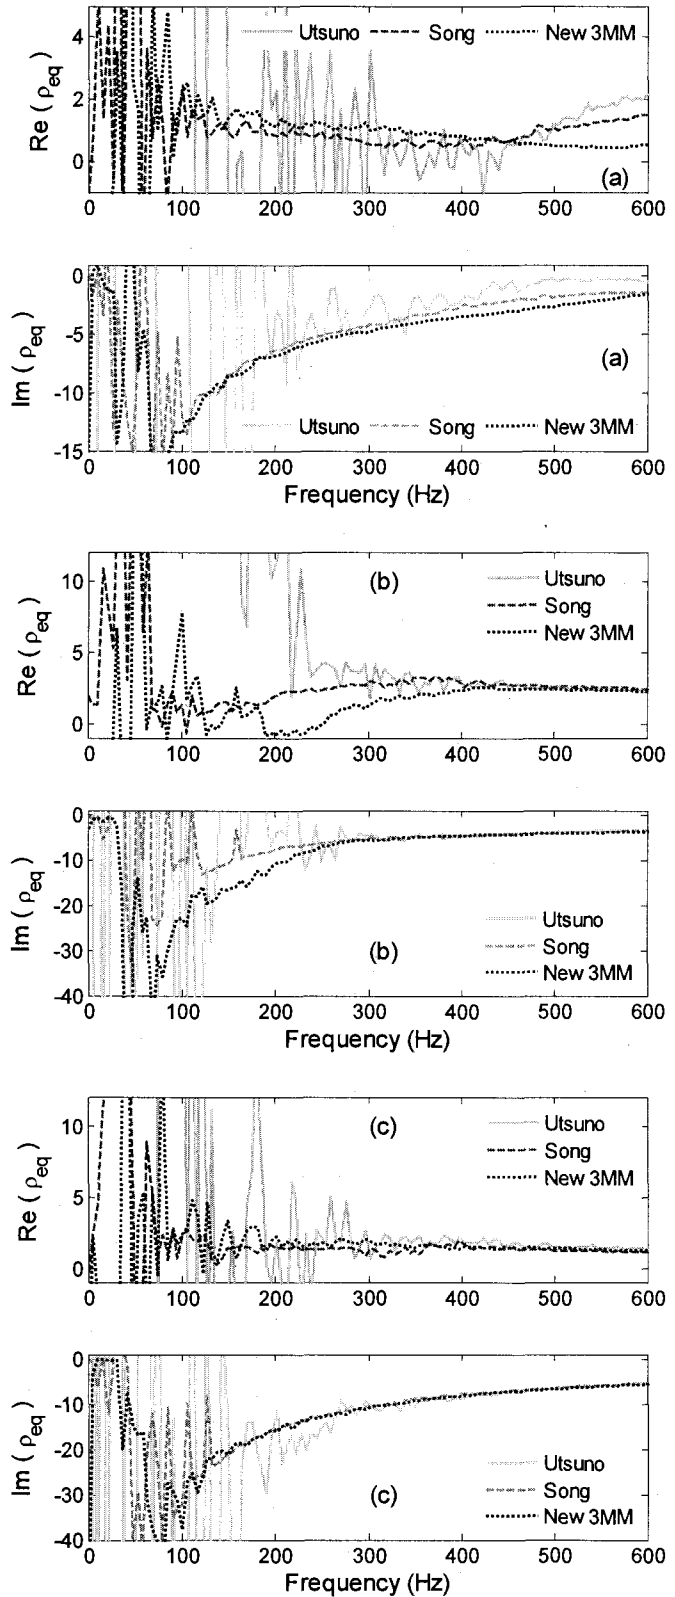 Utsuno Song New 3MM
Re ( ρeq )
5
2
0
(a)
0 100 200 300 400 500 600
Im ( ρeq )
0
-5
-10
-15
(a)
Utsuno Song New 3MM
0 100 200 300 400 500 600
Frequency (Hz)
Re ( ρeq )
10
5
0
(b)
Utsuno
Song
New 3MM
0 100 200 300 400 500 600
Im ( ρeq )
0
-10
-20
-30
-40
(b)
Utsuno
Song
New 3MM
0 100 200 300 400 500 600
Frequency (Hz)
Re ( ρeq )
10
5
0
(c)
Utsuno
Song
New 3MM
0 100 200 300 400 500 600
Im ( ρeq )
0
-10
-20
-30
-40
(c)
Utsuno
Song
New 3MM
0 100 200 300 400 500 600
Frequency (Hz)